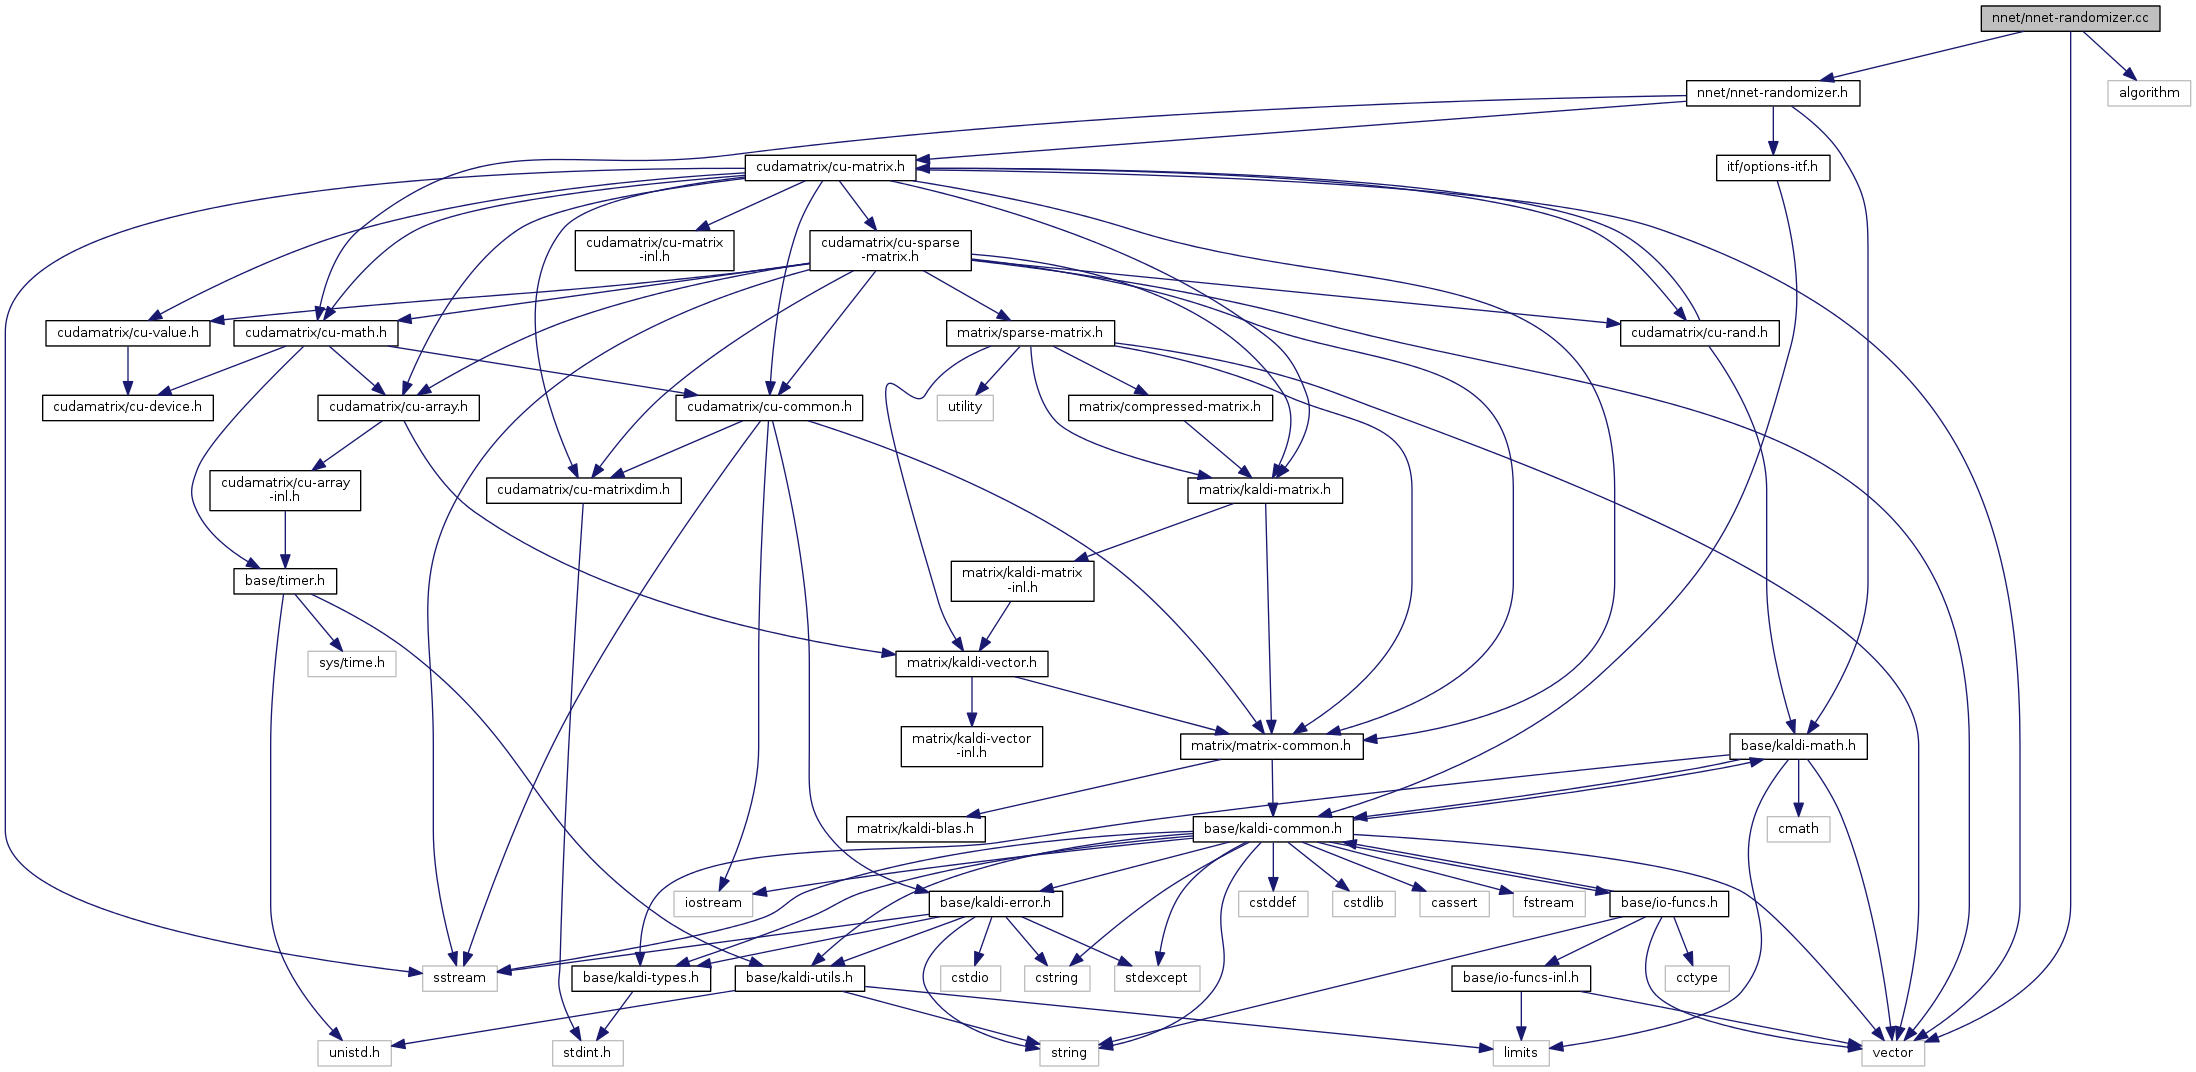 nnet/nnet-randomizer.cc
nnet/nnet-randomizer.h
algorithm
cudamatrix/cu-matrix.h
itf/options-itf.h
cudamatrix/cu-matrix
-inl.h
cudamatrix/cu-sparse
-matrix.h
cudamatrix/cu-value.h
cudamatrix/cu-math.h
matrix/sparse-matrix.h
cudamatrix/cu-rand.h
cudamatrix/cu-device.h
cudamatrix/cu-array.h
cudamatrix/cu-common.h
utility
matrix/compressed-matrix.h
cudamatrix/cu-array
-inl.h
cudamatrix/cu-matrixdim.h
matrix/kaldi-matrix.h
base/timer.h
matrix/kaldi-matrix
-inl.h
sys/time.h
matrix/kaldi-vector.h
matrix/kaldi-vector
-inl.h
matrix/matrix-common.h
base/kaldi-math.h
matrix/kaldi-blas.h
base/kaldi-common.h
cmath
iostream
base/kaldi-error.h
cstddef
cstdlib
cassert
fstream
base/io-funcs.h
sstream
base/kaldi-types.h
base/kaldi-utils.h
cstdio
cstring
stdexcept
base/io-funcs-inl.h
cctype
unistd.h
stdint.h
string
limits
vector